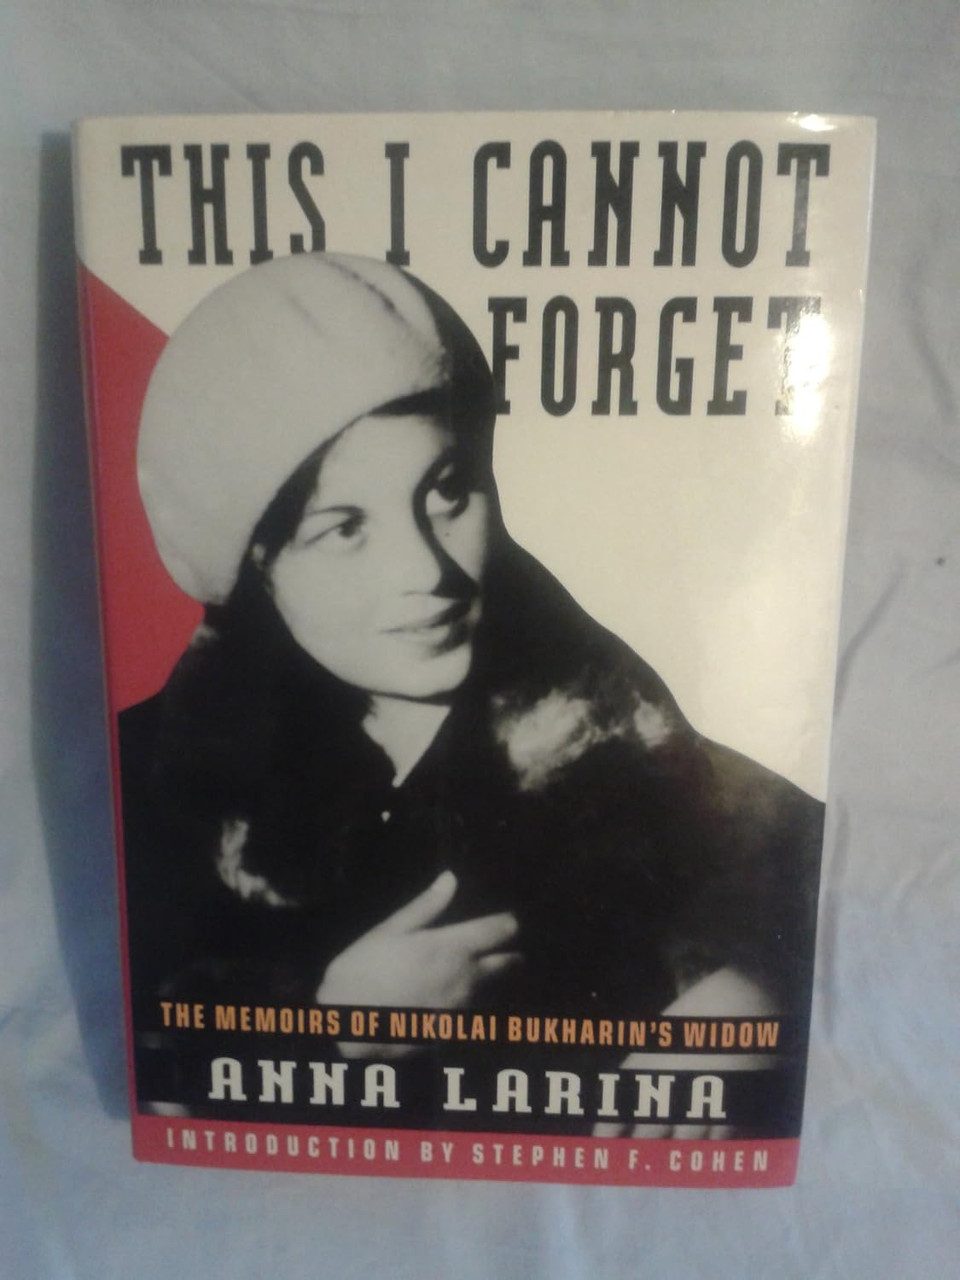 THIS I CANNOT
FORGET
THE MEMOIRS OF NIKOLAI BUKHARIN'S WIDOW
ANNA LARINA
INTRODUCTION BY STEPHEN F. COHEN